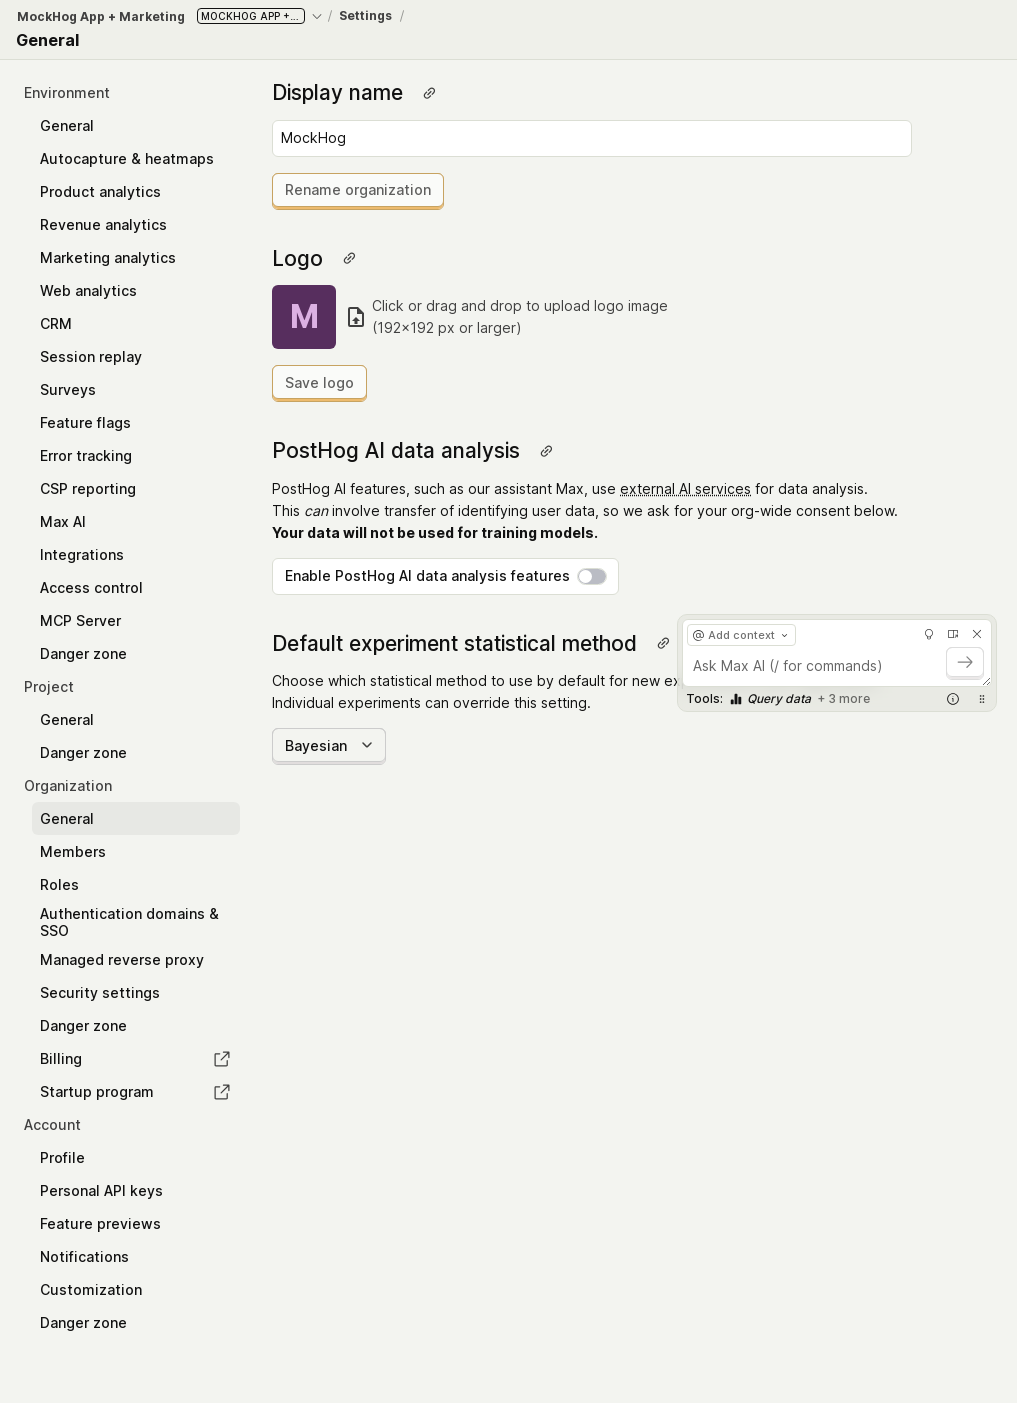 MockHog App + Marketing MOCKHOG APP +... / Settings /
General
Environment
General
Autocapture & heatmaps
Product analytics
Revenue analytics
Marketing analytics
Web analytics
CRM
Session replay
Surveys
Feature flags
Error tracking
CSP reporting
Max AI
Integrations
Access control
MCP Server
Danger zone
Project
General
Danger zone
Organization
General
Members
Roles
Authentication domains &
SSO
Managed reverse proxy
Security settings
Danger zone
Billing
Startup program
Account
Profile
Personal API keys
Feature previews
Notifications
Customization
Danger zone
Display name
MockHog
Rename organization
Logo
M
Click or drag and drop to upload logo image
(192×192 px or larger)
Save logo
PostHog AI data analysis
PostHog AI features, such as our assistant Max, use external AI services for data analysis.
This can involve transfer of identifying user data, so we ask for your org-wide consent below.
Your data will not be used for training models.
Enable PostHog AI data analysis features
Default experiment statistical method
Choose which statistical method to use by default for new
Individual experiments can override this setting.
Bayesian
@ Add context
Ask Max AI (/ for commands)
Tools: Query data + 3 more